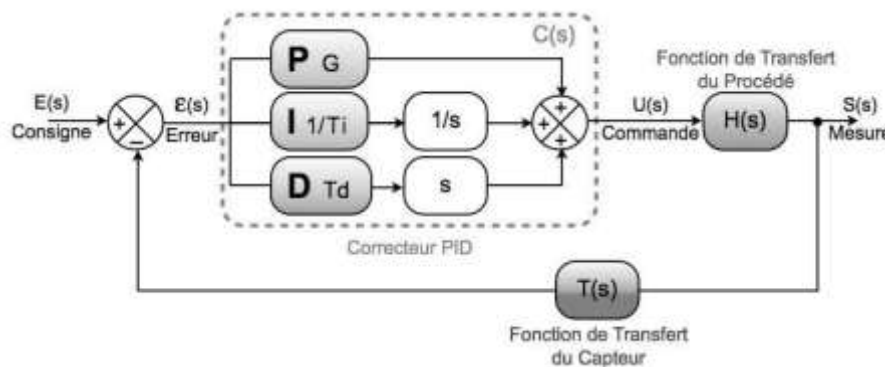 C(s)
P G
Fonction de Transfert
du Procédé
E(s)
Consigne
+
−
ε(s)
Erreur
I 1/Ti
1/s
+
+
+
U(s)
Commande
H(s)
S(s)
Mesure
D Td
s
Correcteur PID
T(s)
Fonction de Transfert
du Capteur